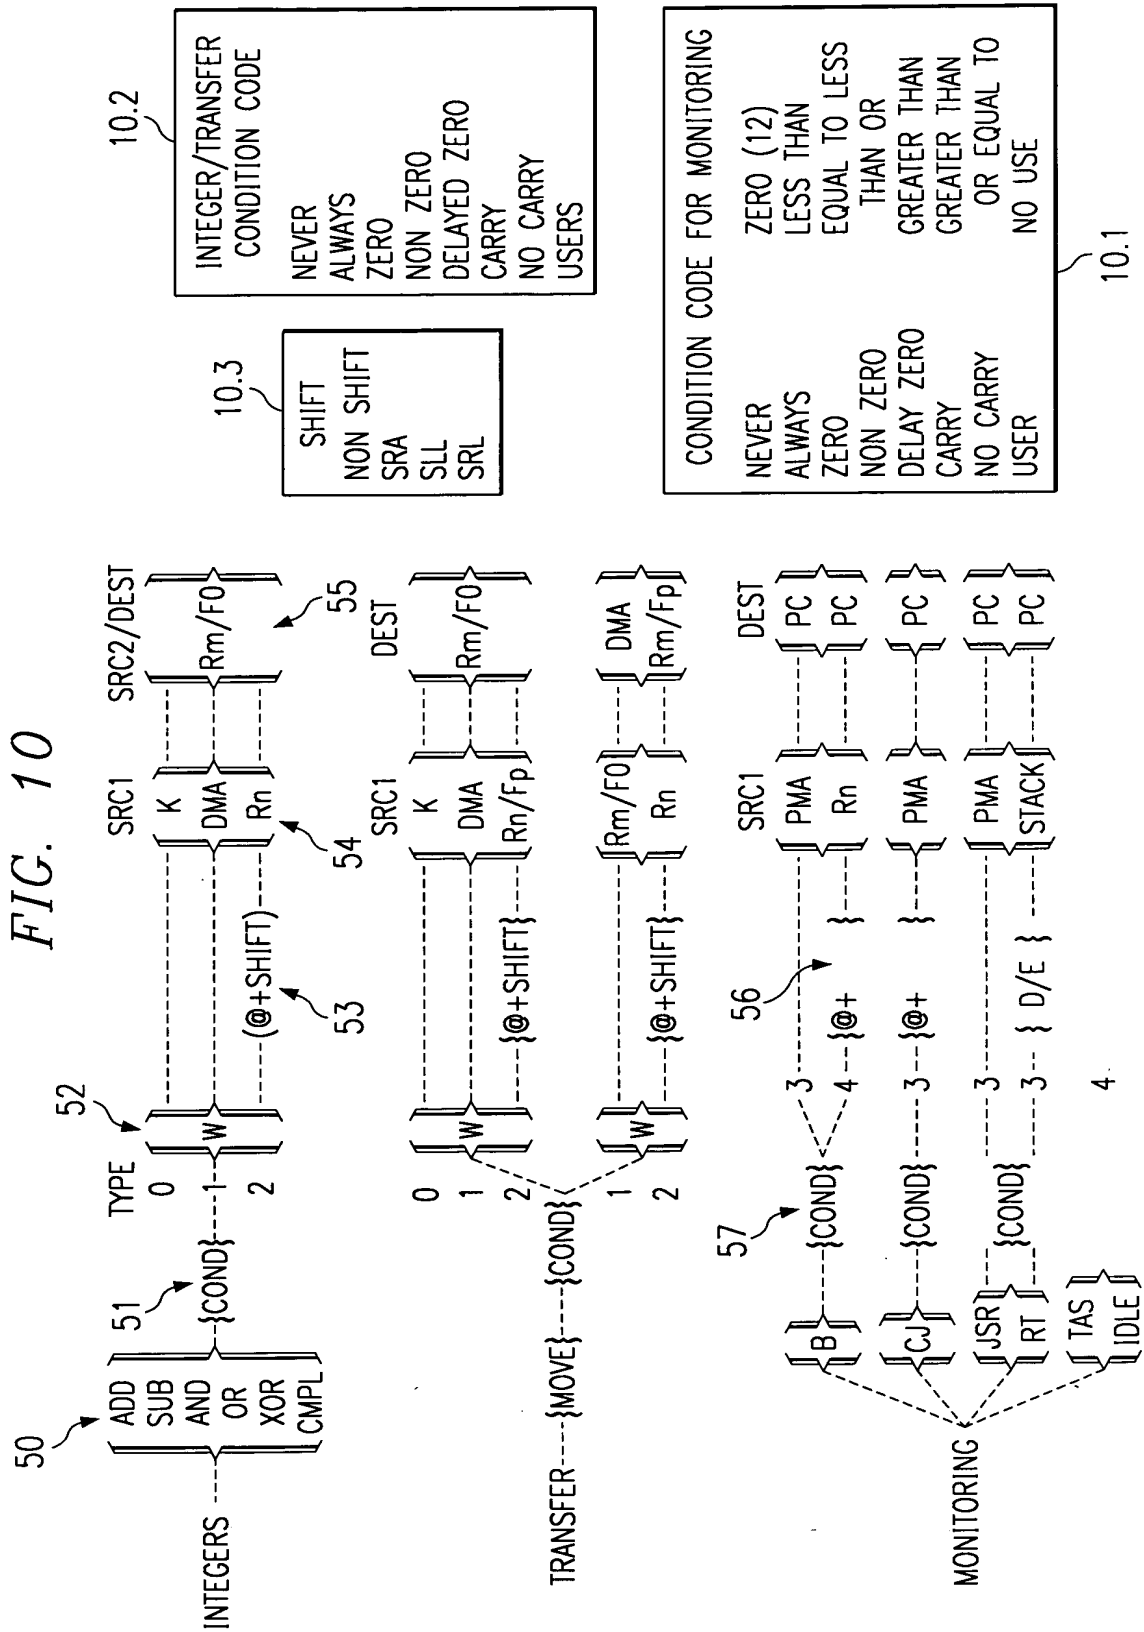 FIG. 10
INTEGERS
50
ADD
SUB
AND
OR
XOR
CMPL
51
{COND}
TYPE
0
1
2
52
W
53
(@+SHIFT)
SRC1
K
DMA
Rn
54
SRC2/DEST
Rm/F0
55
TRANSFER
{MOVE}
{COND}
0
1
2
W
{@+SHIFT}
SRC1
K
DMA
Rn/Fp
DEST
Rm/F0
1
2
W
{@+SHIFT}
Rm/F0
Rn
DMA
Rm/Fp
MONITORING
B
CJ
JSR
RT
TAS
IDLE
57
{COND}
{COND}
{COND}
3
4
3
3
3
4
56
{@+ }
{@+ }
{ D/E }
SRC1
PMA
Rn
PMA
PMA
STACK
DEST
PC
PC
PC
PC
PC
10.3
SHIFT
NON SHIFT
SRA
SLL
SRL
10.2
INTEGER/TRANSFER
CONDITION CODE
NEVER
ALWAYS
ZERO
NON ZERO
DELAYED ZERO
CARRY
NO CARRY
USERS
CONDITION CODE FOR MONITORING
NEVER
ALWAYS
ZERO
NON ZERO
DELAY ZERO
CARRY
NO CARRY
USER
ZERO (12)
LESS THAN
EQUAL TO LESS
THAN OR
GREATER THAN
GREATER THAN
OR EQUAL TO
NO USE
10.1